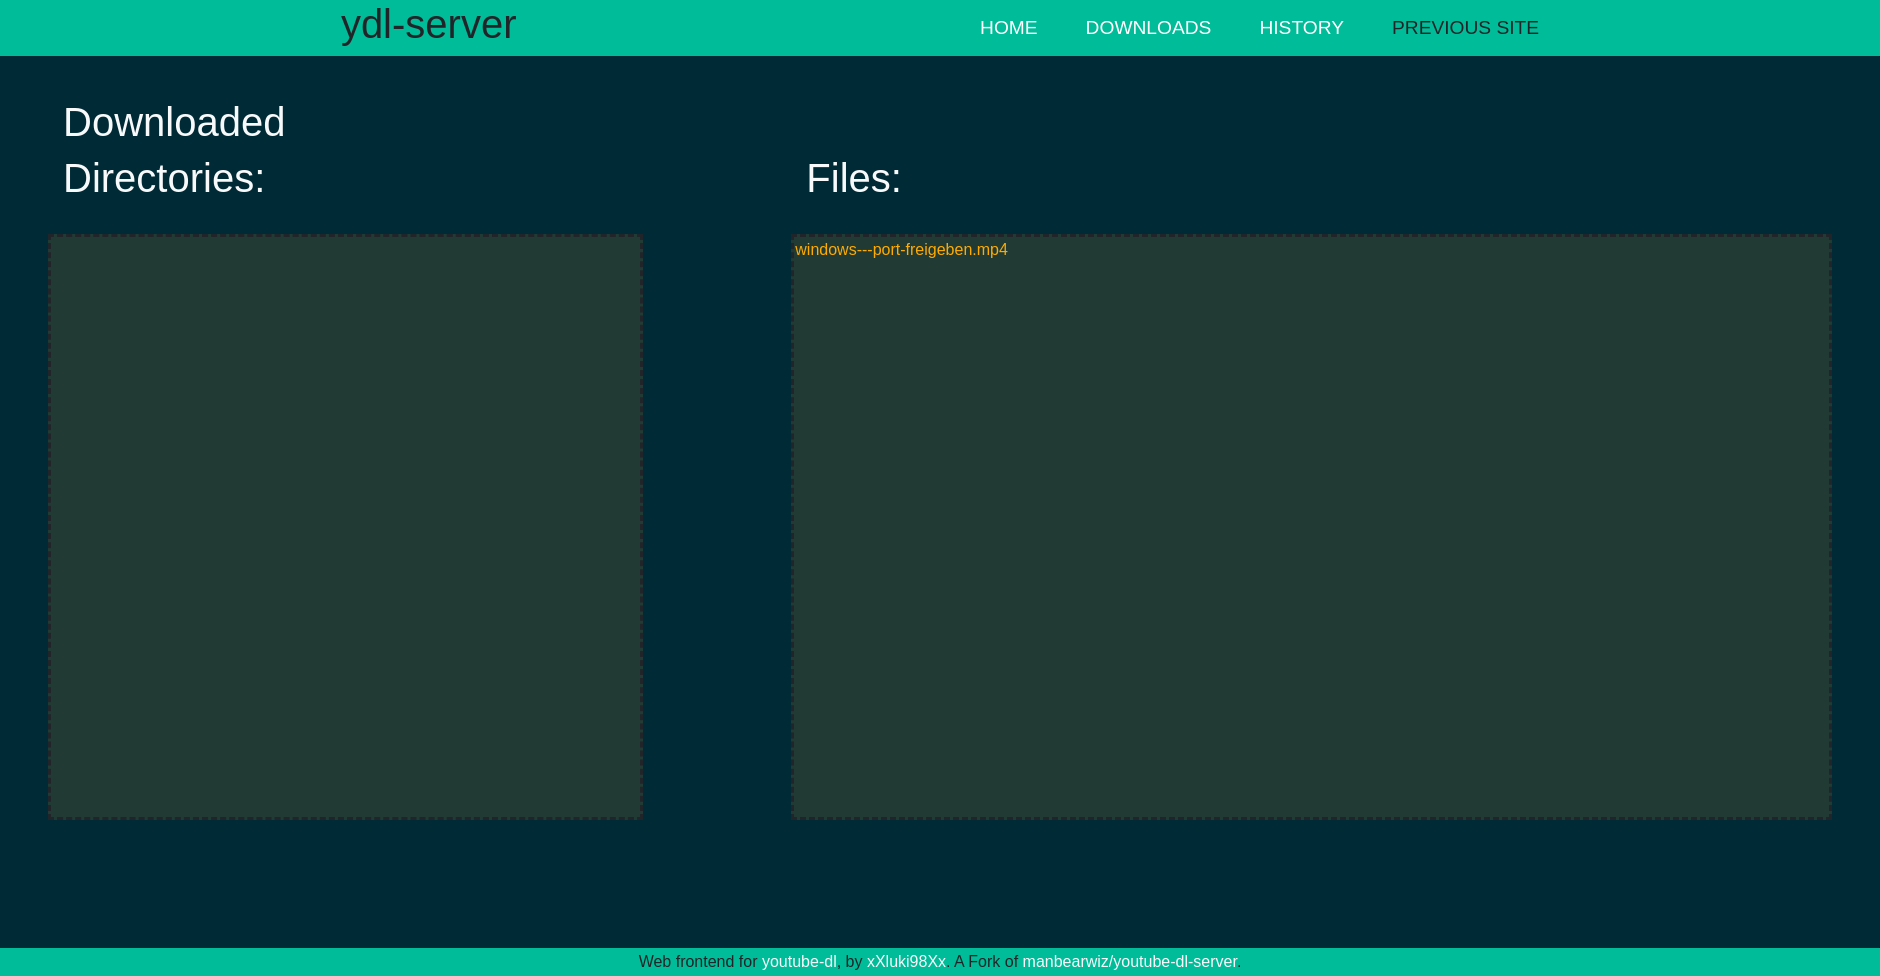 ydl-server
HOME DOWNLOADS HISTORY PREVIOUS SITE
Downloaded
Directories:
Files:
windows---port-freigeben.mp4
Web frontend for youtube-dl, by xXluki98Xx. A Fork of manbearwiz/youtube-dl-server.